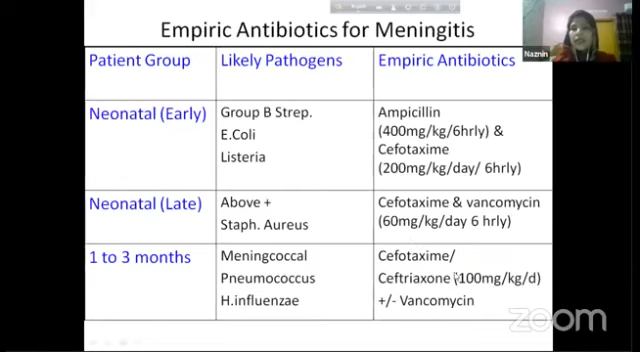 Empiric Antibiotics for Meningitis
Patient Group
Likely Pathogens
Empiric Antibiotics
Neonatal (Early)
Group B Strep.
E.Coli
Listeria
Ampicillin
(400mg/kg/6hrly) &
Cefotaxime
(200mg/kg/day/ 6hrly)
Neonatal (Late)
Above +
Staph. Aureus
Cefotaxime & vancomycin
(60mg/kg/day 6 hrly)
1 to 3 months
Meningcoccal
Pneumococcus
H.influenzae
Cefotaxime/
Ceftriaxone (100mg/kg/d)
+/- Vancomycin
Naznin
zoom